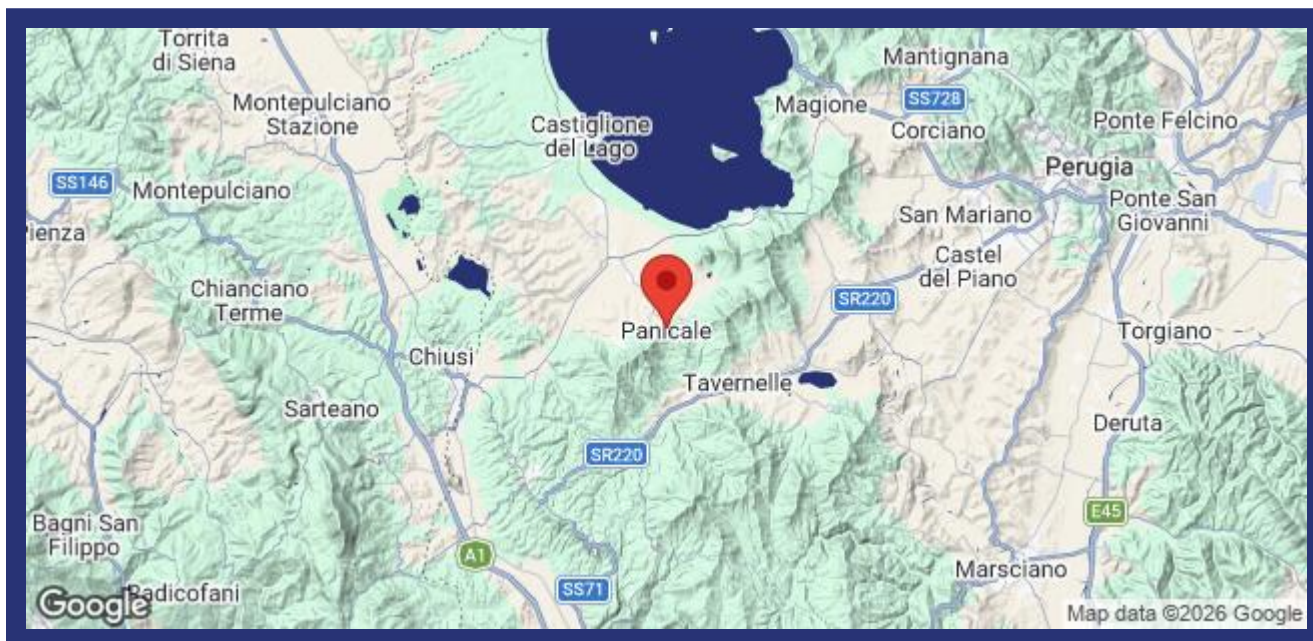 Torrita
di Siena
Mantignana
Montepulciano
Stazione
Magione
SS728
Castiglione
del Lago
Corciano
Ponte Felcino
Perugia
SS146
Montepulciano
Ponte San
Giovanni
San Mariano
Castel
del Piano
Chianciano
Terme
SR220
Panicale
Torgiano
Chiusi
Tavernelle
Sarteano
Deruta
SR220
Bagni San
Filippo
E45
A1
Marsciano
SS71
Google
Map data ©2026 Google